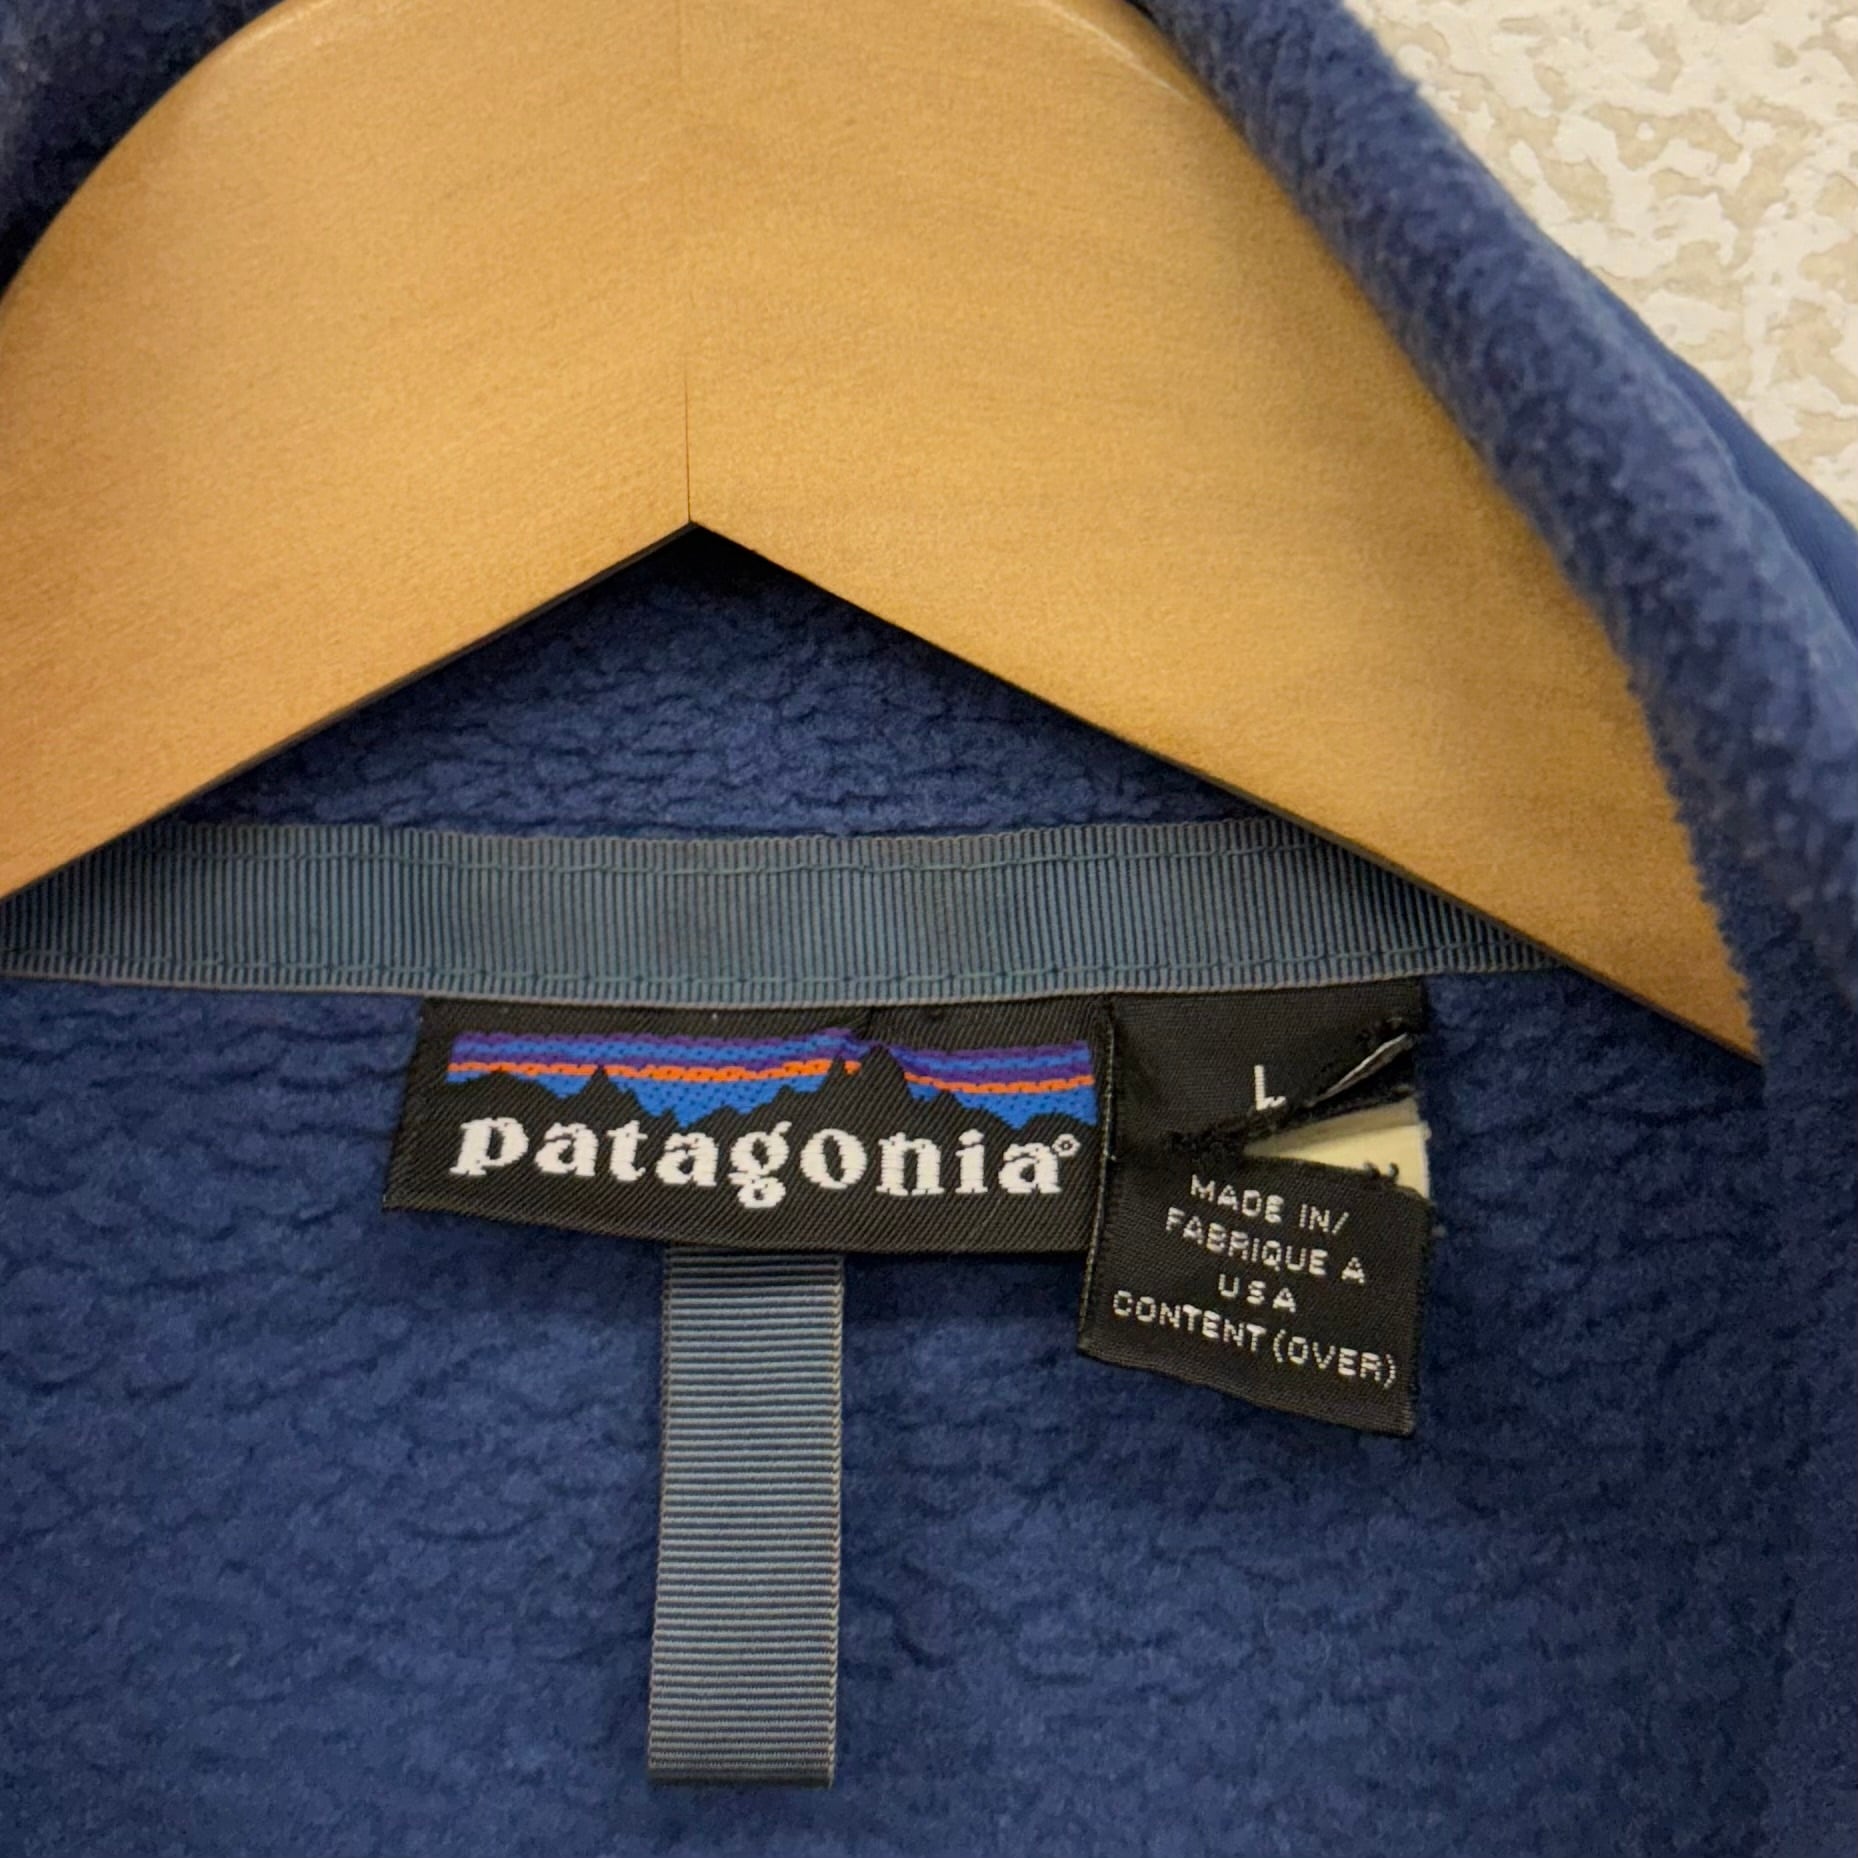 patagonia®
L
MADE IN/
FABRIQUE A
USA
CONTENT (OVER)